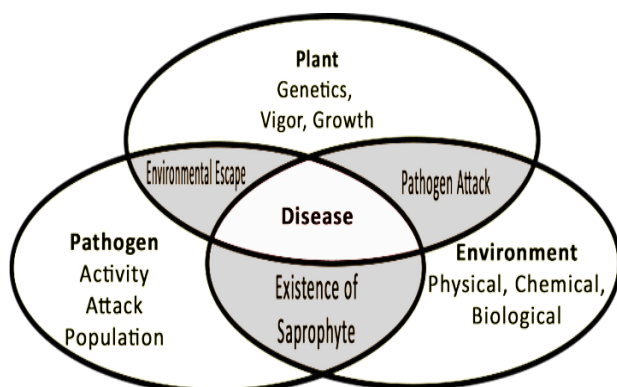 Plant
Genetics,
Vigor, Growth
Environmental Escape
Pathogen Attack
Disease
Pathogen
Activity
Attack
Population
Environment
Physical, Chemical,
Biological
Existence of
Saprophyte